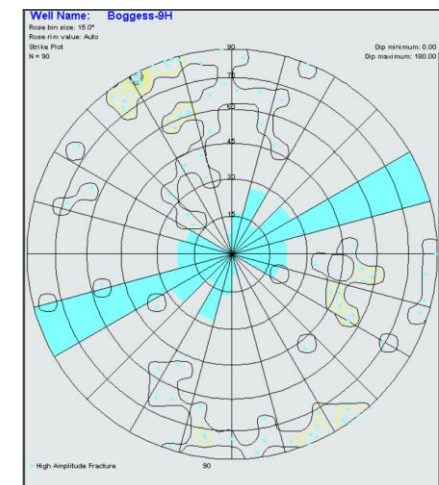 Well Name: Boggess-9H
Rose bin size: 15.0°
Rose rim value: Auto
Strike Plot
N = 90
Dip minimum: 0.00
Dip maximum: 180.00
90
75
60
45
30
15
High Amplitude Fracture
90